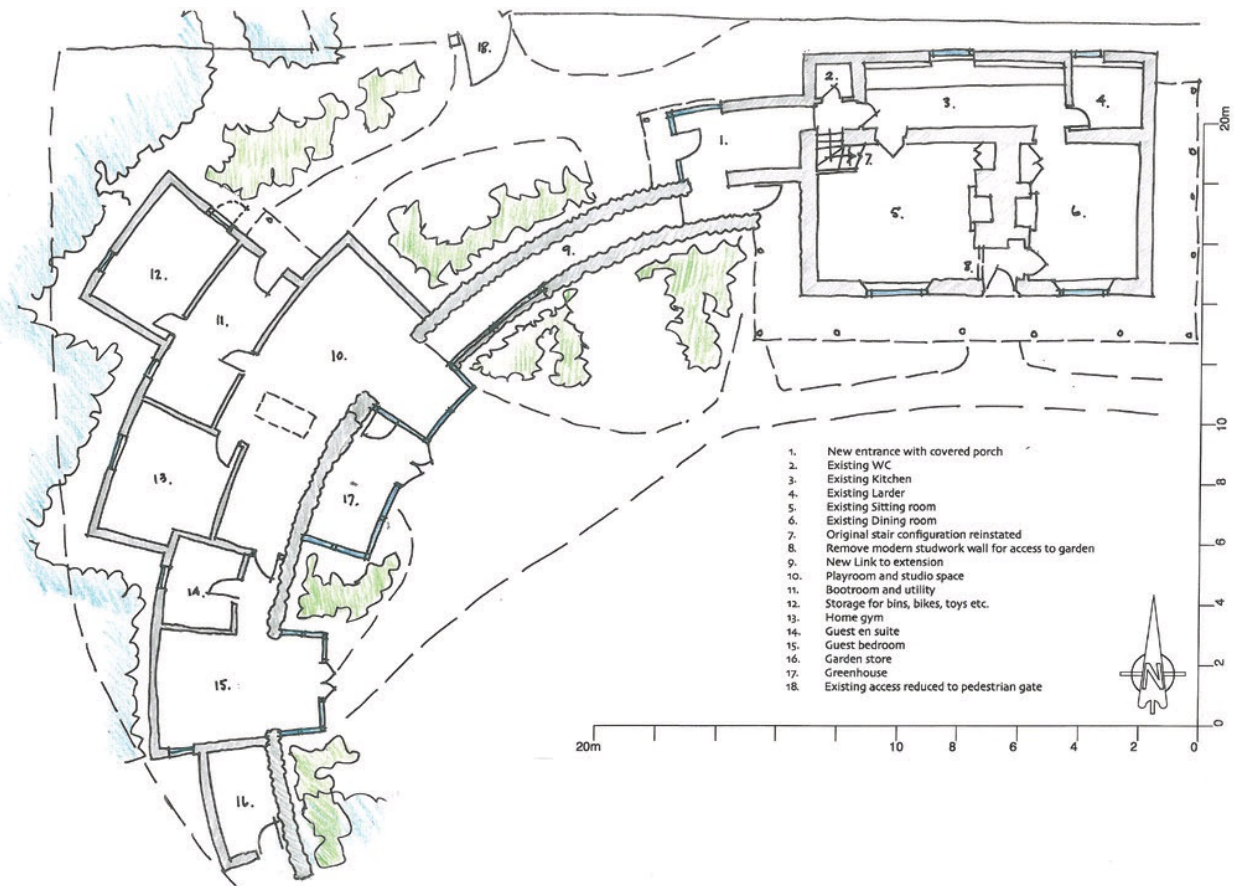 18.
2.
3.
4.
1.
7.
5.
6.
8.
9.
12.
11.
10.
13.
17.
14.
15.
16.
1. New entrance with covered porch
2. Existing WC
3. Existing Kitchen
4. Existing Larder
5. Existing Sitting room
6. Existing Dining room
7. Original stair configuration reinstated
8. Remove modern studwork wall for access to garden
9. New Link to extension
10. Playroom and studio space
11. Bootroom and utility
12. Storage for bins, bikes, toys etc.
13. Home gym
14. Guest en suite
15. Guest bedroom
16. Garden store
17. Greenhouse
18. Existing access reduced to pedestrian gate
N
20m 10 8 6 4 2 0
20m
10
8
6
4
2
0